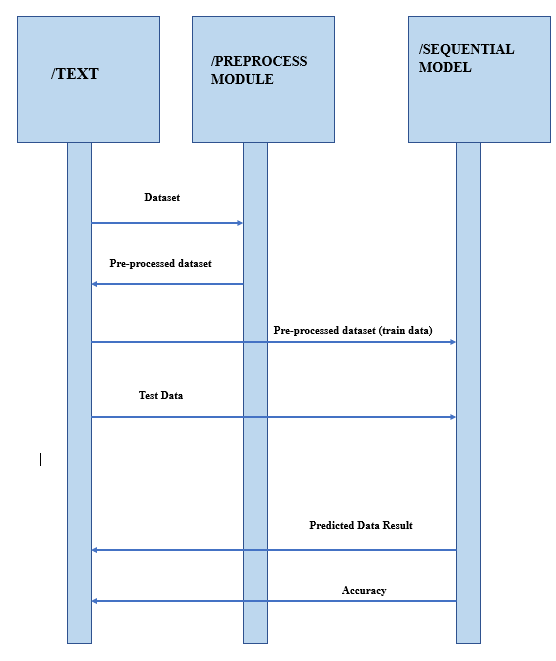 /TEXT
/PREPROCESS
MODULE
/SEQUENTIAL
MODEL
Dataset
Pre-processed dataset
Pre-processed dataset (train data)
Test Data
Predicted Data Result
Accuracy